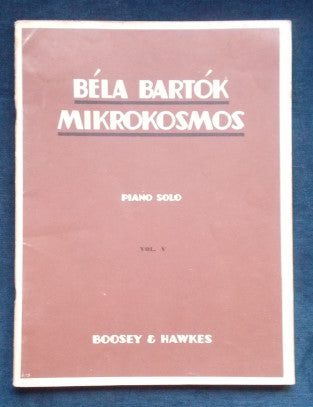 BÉLA BARTÓK
MIKROKOSMOS
PIANO SOLO
VOL. V
BOOSEY & HAWKES